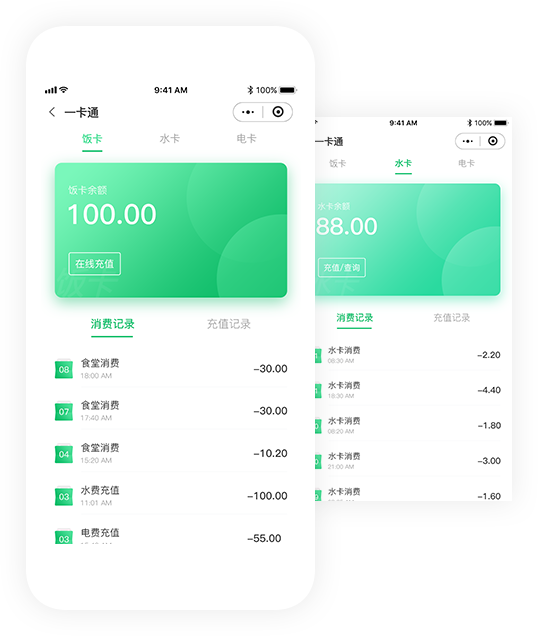 9:41 AM 100%
一卡通
饭卡 水卡 电卡
饭卡余额
100.00
在线充值
饭卡
消费记录 充值记录
08 食堂消费 -30.00
18:00 AM
07 食堂消费 -30.00
17:40 AM
04 食堂消费 -10.20
15:20 AM
03 水费充值 -100.00
11:01 AM
03 电费充值 -55.00
9:41 AM 100%
一卡通
饭卡 水卡 电卡
水卡余额
88.00
充值/查询
消费记录 充值记录
水卡消费 -2.20
08:30 AM
水卡消费 -4.40
18:30 AM
水卡消费 -1.80
08:20 AM
水卡消费 -3.00
21:00 AM
水卡消费 -1.60